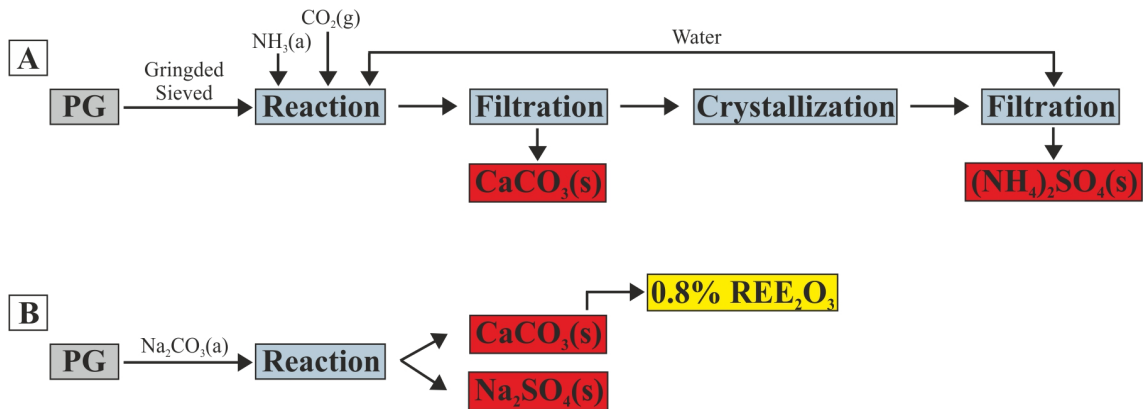 A
CO₂(g)
NH₃(a)
Water
Gringded
Sieved
PG
Reaction
Filtration
Crystallization
Filtration
CaCO₃(s)
(NH₄)₂SO₄(s)
B
0.8% REE₂O₃
CaCO₃(s)
Na₂CO₃(a)
PG
Reaction
Na₂SO₄(s)